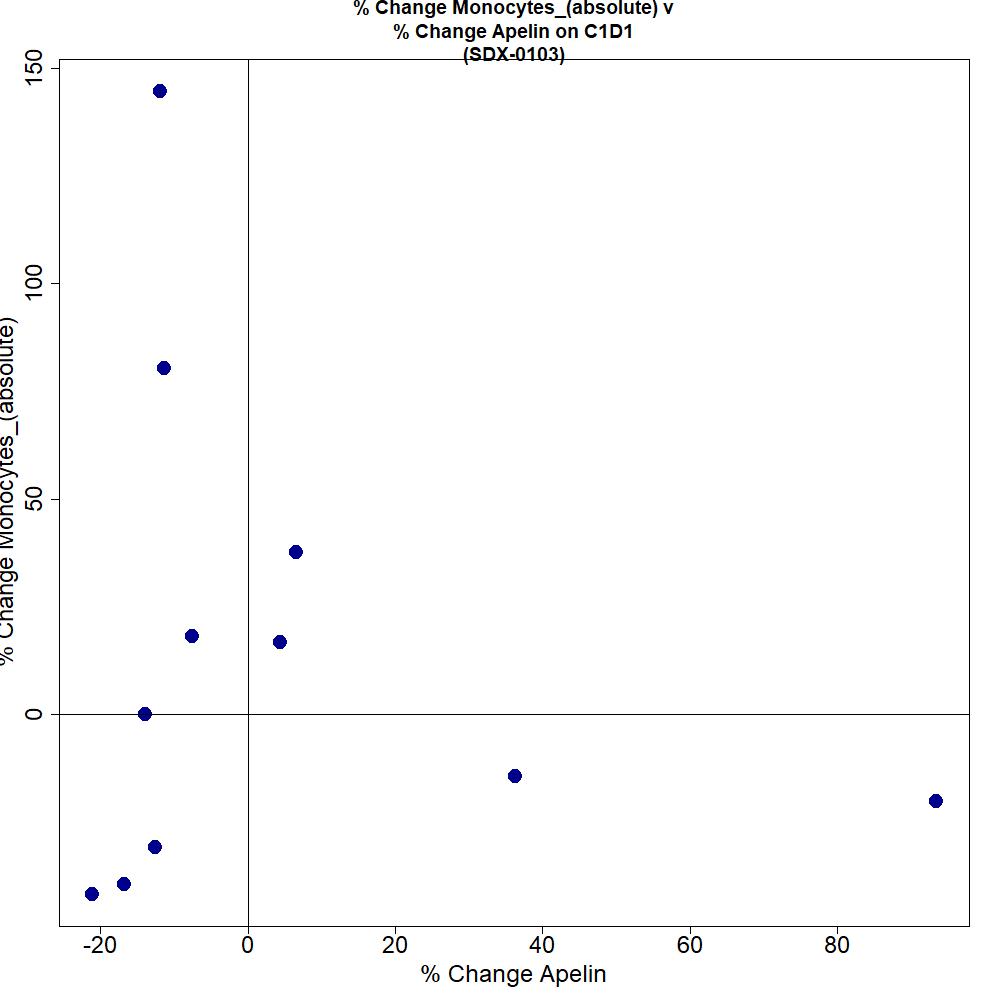 % Change Monocytes_(absolute) v
% Change Apelin on C1D1
(SDX-0103)
% Change Monocytes_(absolute)
150
100
50
0
-20
0
20
40
60
80
% Change Apelin